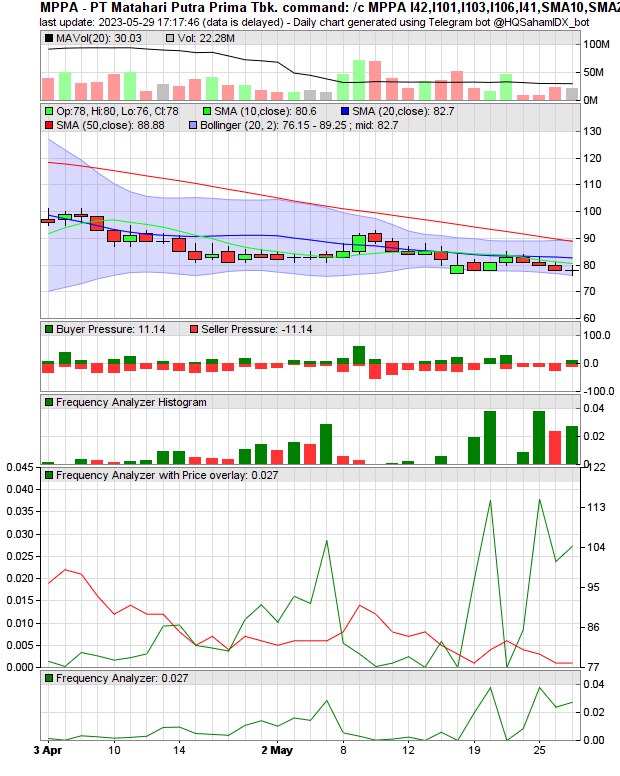 MPPA - PT Matahari Putra Prima Tbk. command: /c MPPA I42,I101,I103,I106,I41,SMA10,SMA2
last update: 2023-05-29 17:17:46 (data is delayed) - Daily chart generated using Telegram bot @HQSahamIDX_bot
MAVol(20): 30.03 Vol: 22.28M
100M
50M
0M
Op:78, Hi:80, Lo:76, Cl:78 SMA (10,close): 80.6 SMA (20,close): 82.7
SMA (50,close): 88.88 Bollinger (20, 2): 76.15 - 89.25 ; mid: 82.7
130
120
110
100
90
80
70
60
Buyer Pressure: 11.14 Seller Pressure: -11.14
100.0
0.0
-100.0
Frequency Analyzer Histogram
0.04
0.02
0
Frequency Analyzer with Price overlay: 0.027
0.045
0.040
0.035
0.030
0.025
0.020
0.015
0.010
0.005
0.000
122
113
104
95
86
77
Frequency Analyzer: 0.027
0.04
0.02
0.00
3 Apr 10 14 2 May 8 12 19 25